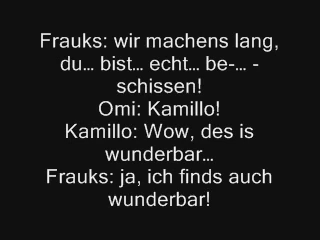 Frauks: wir machens lang,
du… bist… echt… be-… -
schissen!
Omi: Kamillo!
Kamillo: Wow, des is
wunderbar…
Frauks: ja, ich finds auch
wunderbar!